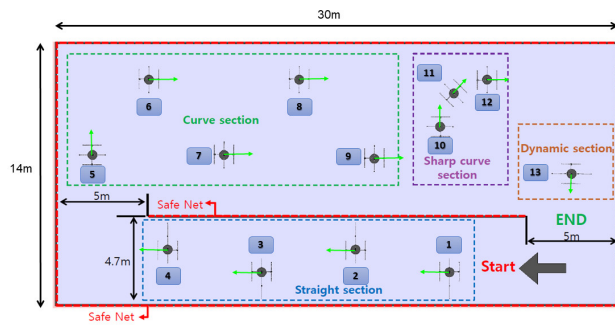 30m
14m
11
12
6
8
Curve section
10
7
9
Sharp curve
section
Dynamic section
13
5
5m
Safe Net
END
5m
4.7m
3
1
4
2
Start
Straight section
Safe Net